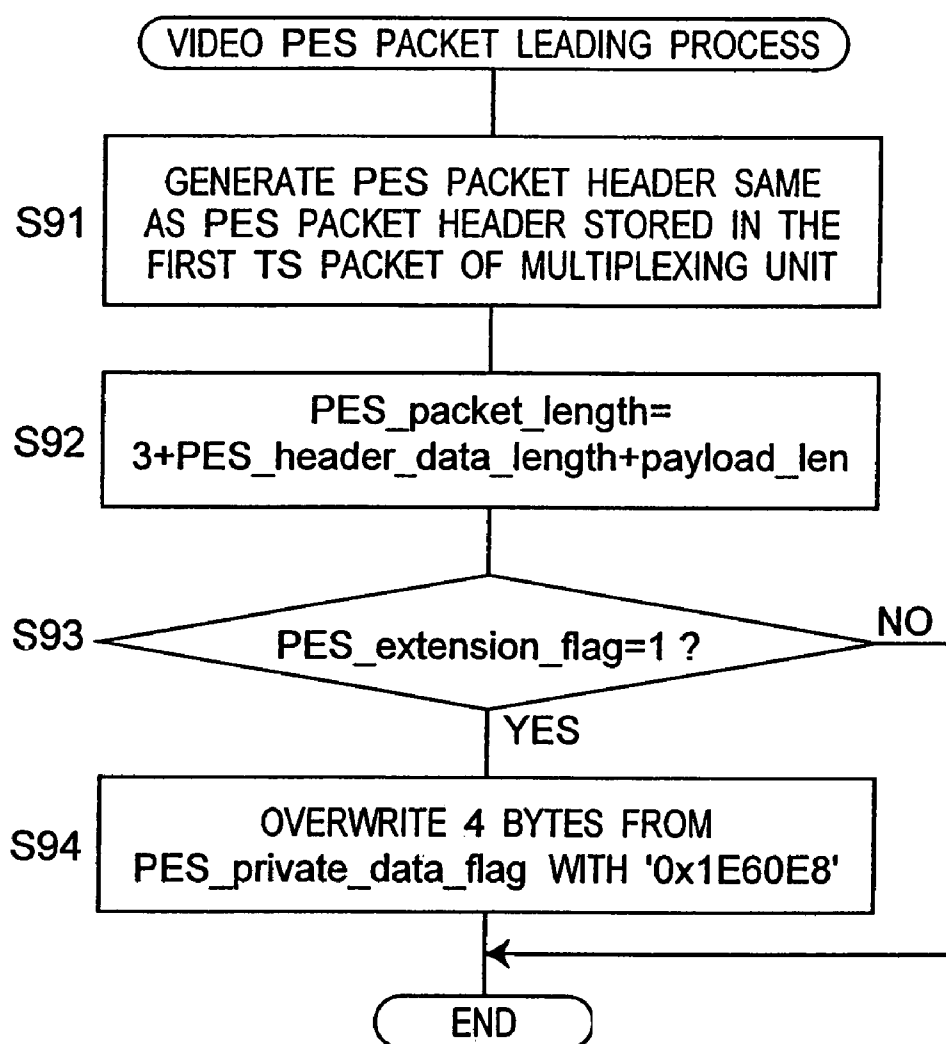 VIDEO PES PACKET LEADING PROCESS
S91
GENERATE PES PACKET HEADER SAME
AS PES PACKET HEADER STORED IN THE
FIRST TS PACKET OF MULTIPLEXING UNIT
S92
PES_packet_length=
3+PES_header_data_length+payload_len
S93
PES_extension_flag=1 ?
NO
YES
S94
OVERWRITE 4 BYTES FROM
PES_private_data_flag WITH '0x1E60E8'
END